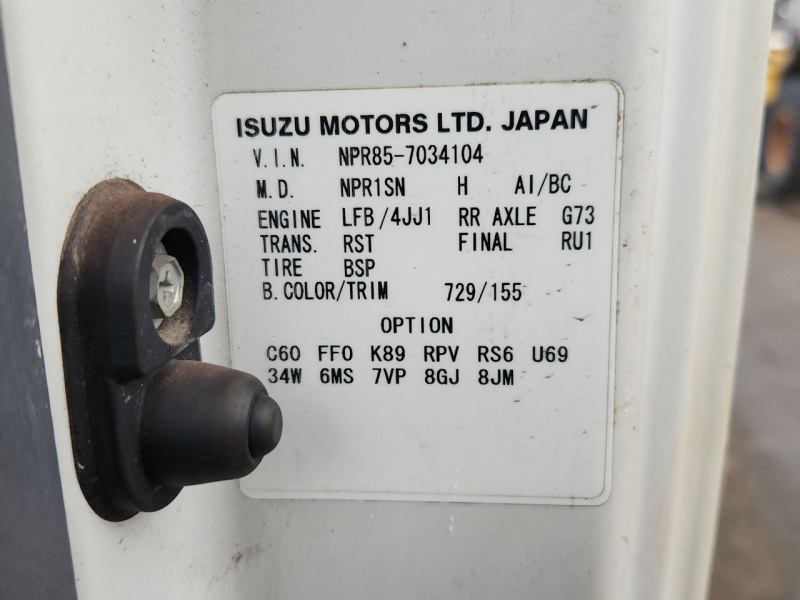 ISUZU MOTORS LTD. JAPAN
V.I.N. NPR85-7034104
M.D. NPR1SN H AI/BC
ENGINE LFB/4JJ1 RR AXLE G73
TRANS. RST FINAL RU1
TIRE BSP
B.COLOR/TRIM 729/155
OPTION
C60 FF0 K89 RPV RS6 U69
34W 6MS 7VP 8GJ 8JM